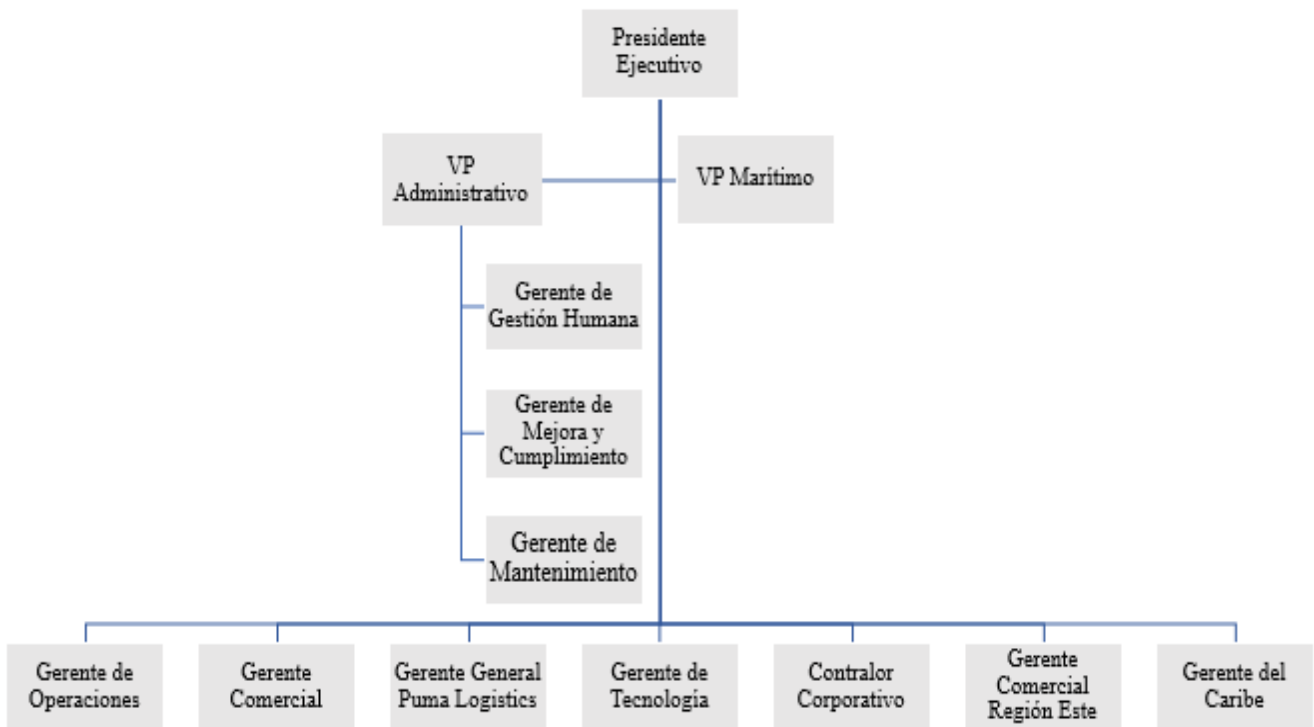 Presidente
Ejecutivo
VP
Administrativo
VP Marítimo
Gerente de
Gestión Humana
Gerente de
Mejora y
Cumplimiento
Gerente de
Mantenimiento
Gerente de
Operaciones
Gerente
Comercial
Gerente General
Puma Logistics
Gerente de
Tecnología
Contralor
Corporativo
Gerente
Comercial
Región Este
Gerente del
Caribe